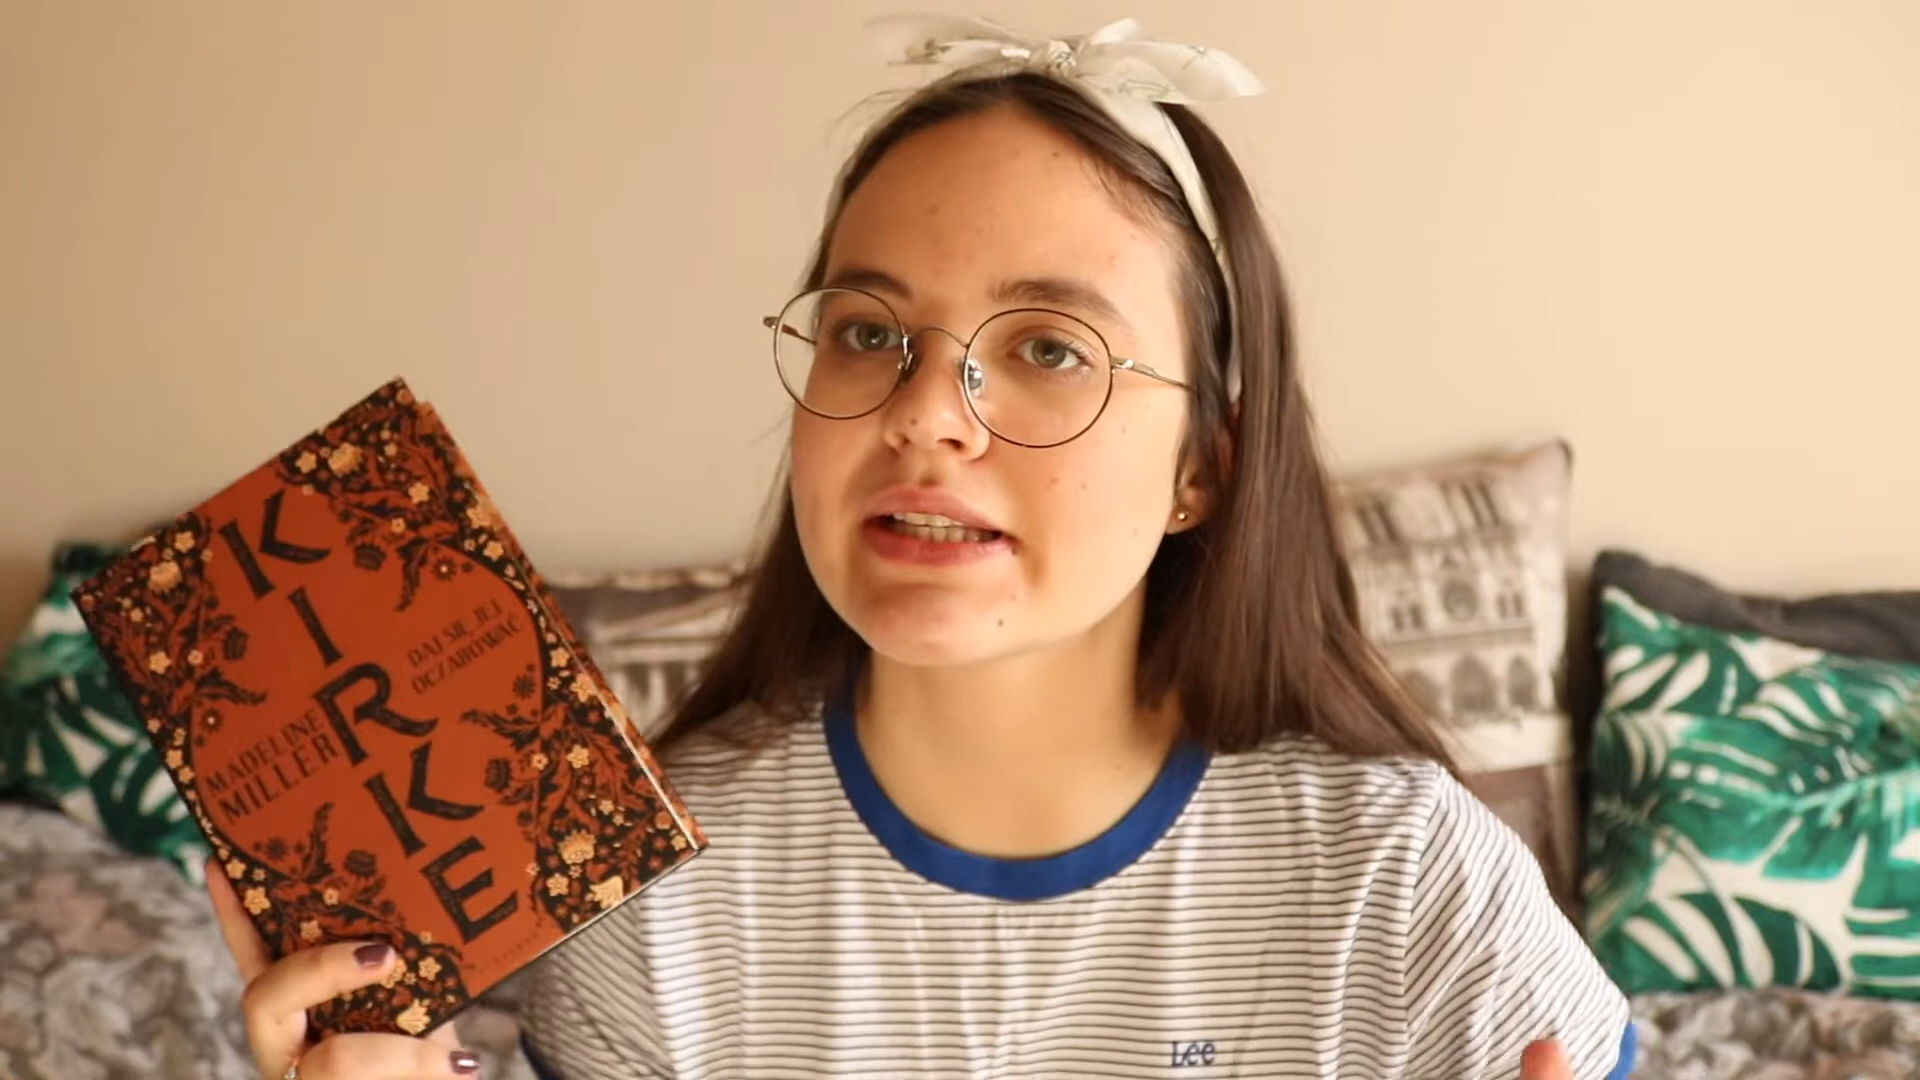 KIRKE
DAJ SIĘ JEJ
OCZAROWAĆ
MADELINE
MILLER
Lee